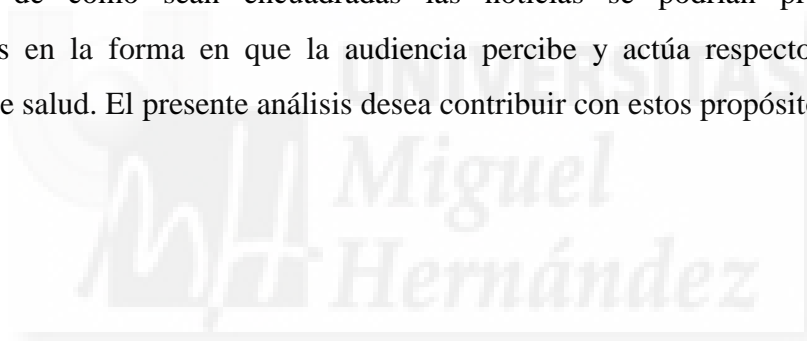 de cómo sean encuadradas las noticias se podrían
en la forma en que la audiencia percibe y actúa respecto
salud. El presente análisis desea contribuir con estos
UNIVERSITAS
Miguel
Hernández